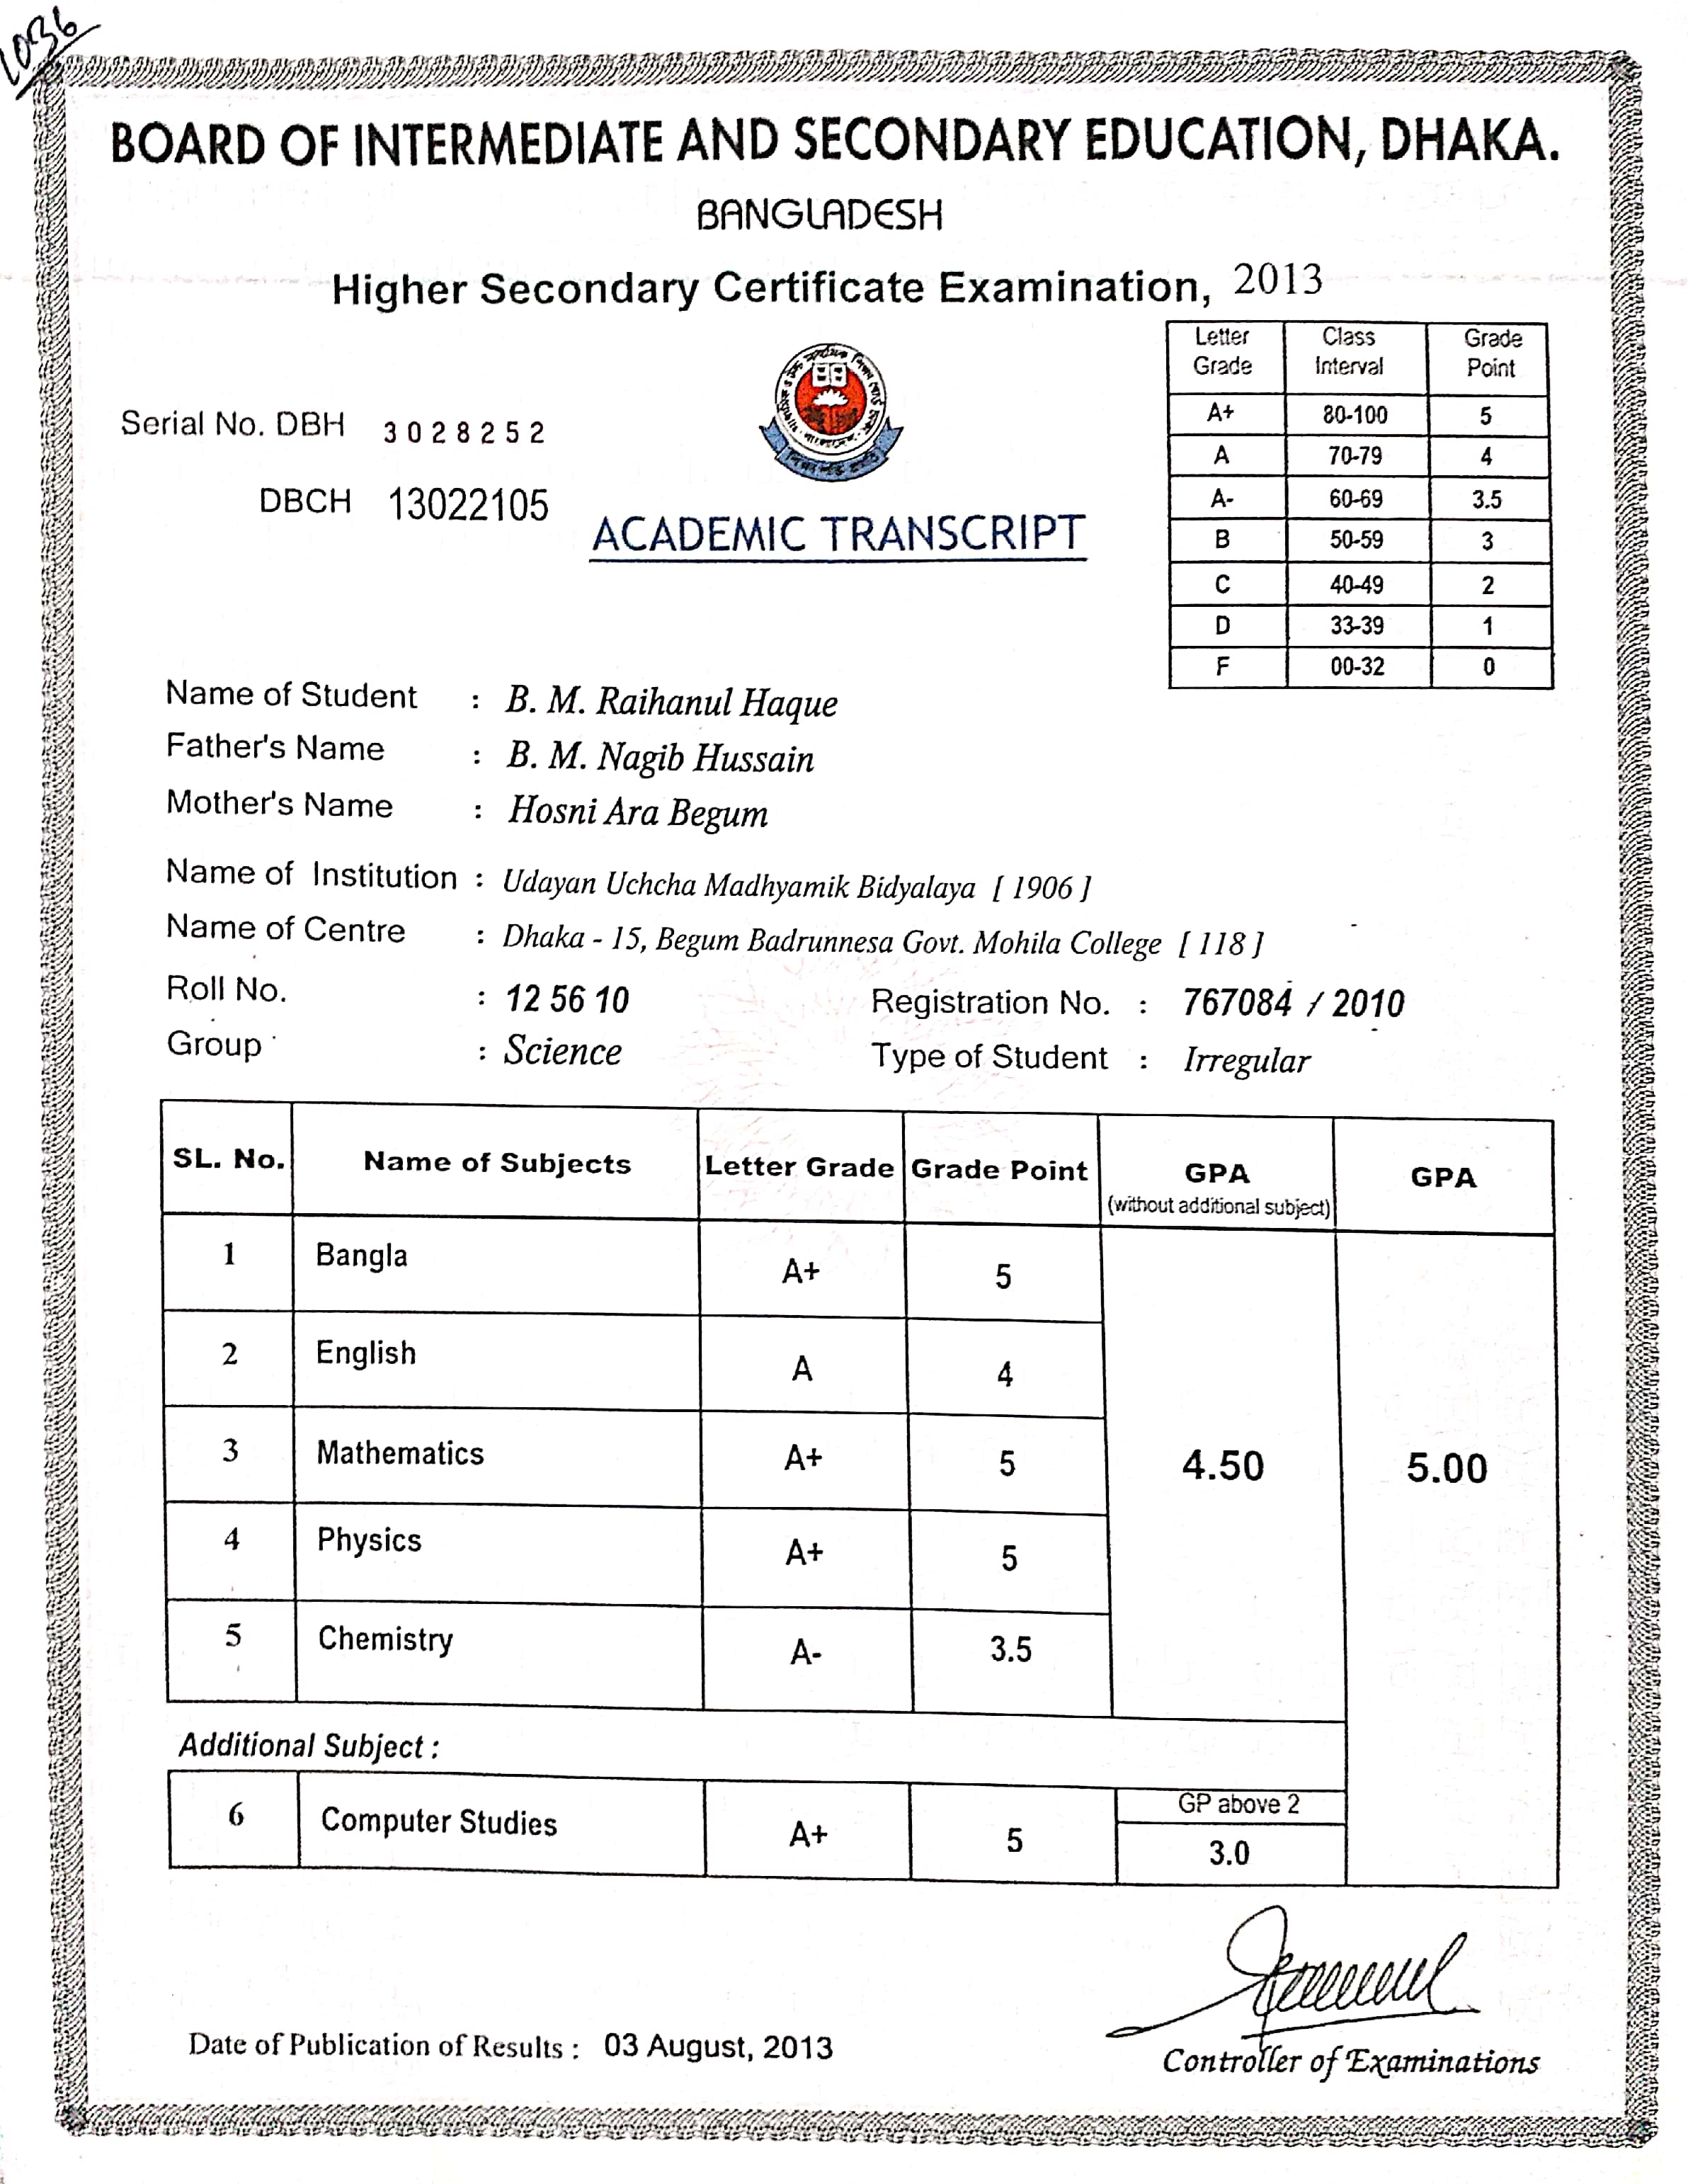 1036
BOARD OF INTERMEDIATE AND SECONDARY EDUCATION, DHAKA.
BANGLADESH
Higher Secondary Certificate Examination, 2013
Letter Grade Class Interval Grade Point
A+ 80-100 5
A 70-79 4
A- 60-69 3.5
B 50-59 3
C 40-49 2
D 33-39 1
F 00-32 0
Serial No. DBH 3028252
DBCH 13022105
ACADEMIC TRANSCRIPT
Name of Student : B. M. Raihanul Haque
Father's Name : B. M. Nagib Hussain
Mother's Name : Hosni Ara Begum
Name of Institution : Udayan Uchcha Madhyamik Bidyalaya [ 1906 ]
Name of Centre : Dhaka - 15, Begum Badrunnesa Govt. Mohila College [ 118 ]
Roll No. : 12 56 10 Registration No. : 767084 / 2010
Group : Science Type of Student : Irregular
SL. No. Name of Subjects Letter Grade Grade Point GPA (without additional subject) GPA
1 Bangla A+ 5
2 English A 4
3 Mathematics A+ 5 4.50 5.00
4 Physics A+ 5
5 Chemistry A- 3.5
Additional Subject :
6 Computer Studies A+ 5 GP above 2
3.0
Date of Publication of Results : 03 August, 2013
Controller of Examinations